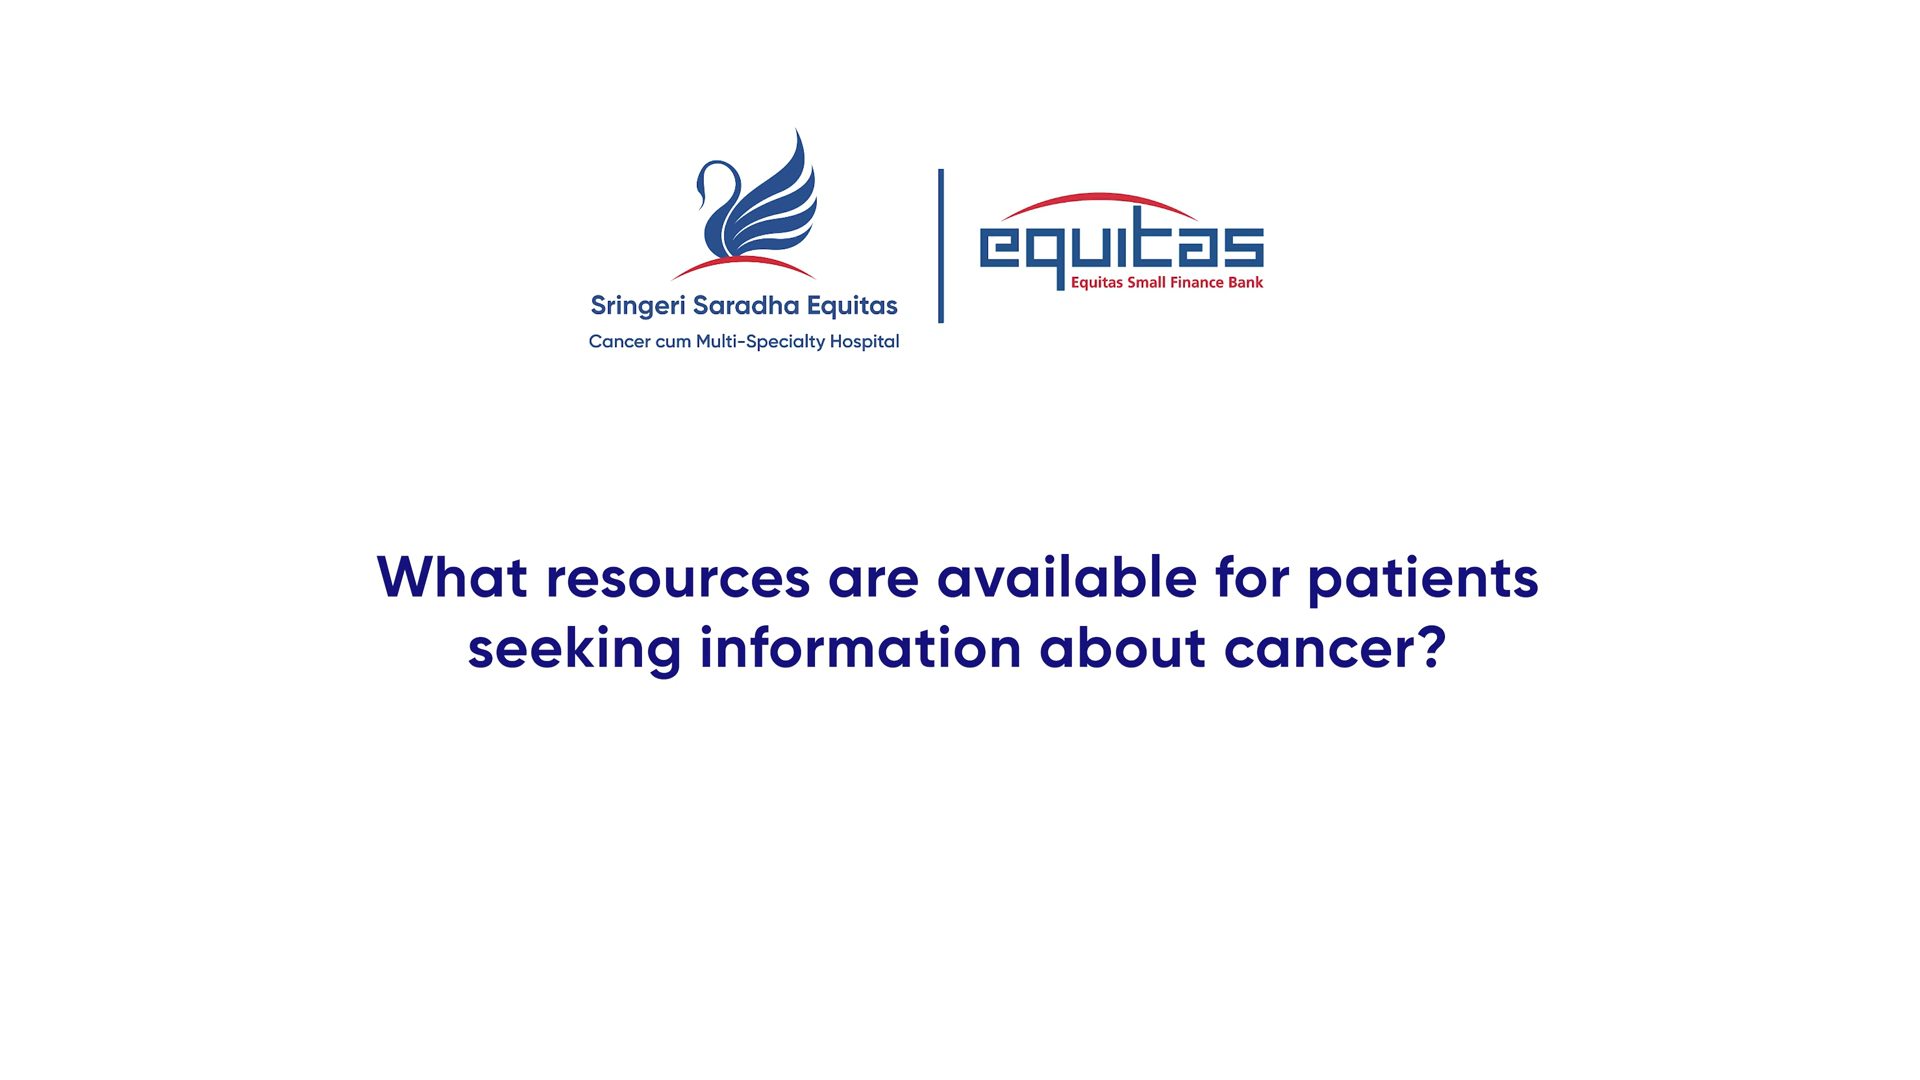 Sringeri Saradha Equitas
Cancer cum Multi-Specialty Hospital
equitas
Equitas Small Finance Bank
What resources are available for patients
seeking information about cancer?